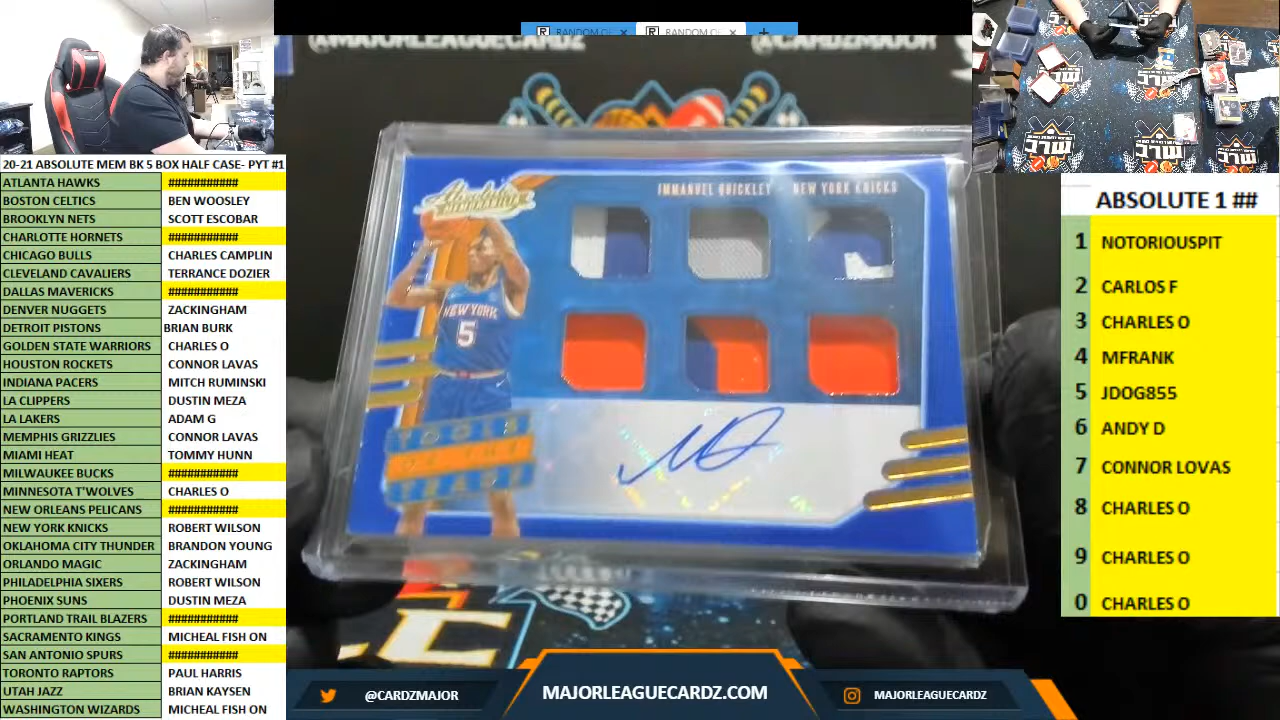 RANDOM.O
RANDOM.O
@MAJORLEAGUECARDZ
@CARDZMAJOR
20-21 ABSOLUTE MEM BK 5 BOX HALF CASE- PYT #1
ATLANTA HAWKS ###########
BOSTON CELTICS BEN WOOSLEY
BROOKLYN NETS SCOTT ESCOBAR
CHARLOTTE HORNETS ###########
CHICAGO BULLS CHARLES CAMPLIN
CLEVELAND CAVALIERS TERRANCE DOZIER
DALLAS MAVERICKS ###########
DENVER NUGGETS ZACKINGHAM
DETROIT PISTONS BRIAN BURK
GOLDEN STATE WARRIORS CHARLES O
HOUSTON ROCKETS CONNOR LAVAS
INDIANA PACERS MITCH RUMINSKI
LA CLIPPERS DUSTIN MEZA
LA LAKERS ADAM G
MEMPHIS GRIZZLIES CONNOR LAVAS
MIAMI HEAT TOMMY HUNN
MILWAUKEE BUCKS ###########
MINNESOTA T'WOLVES CHARLES O
NEW ORLEANS PELICANS ###########
NEW YORK KNICKS ROBERT WILSON
OKLAHOMA CITY THUNDER BRANDON YOUNG
ORLANDO MAGIC ZACKINGHAM
PHILADELPHIA SIXERS ROBERT WILSON
PHOENIX SUNS DUSTIN MEZA
PORTLAND TRAIL BLAZERS ###########
SACRAMENTO KINGS MICHEAL FISH ON
SAN ANTONIO SPURS ###########
TORONTO RAPTORS PAUL HARRIS
UTAH JAZZ BRIAN KAYSEN
WASHINGTON WIZARDS MICHEAL FISH ON
Absolute
MEMORABILIA
IMMANUEL QUICKLEY - NEW YORK KNICKS
NEW YORK
5
TOOLS
OF THE
TRADE
MLC
MLC
MLC
MLC
ABSOLUTE 1 ##
1 NOTORIOUSPIT
2 CARLOS F
3 CHARLES O
4 MFRANK
5 JDOG855
6 ANDY D
7 CONNOR LOVAS
8 CHARLES O
9 CHARLES O
0 CHARLES O
@CARDZMAJOR
MAJORLEAGUECARDZ.COM
MAJORLEAGUECARDZ